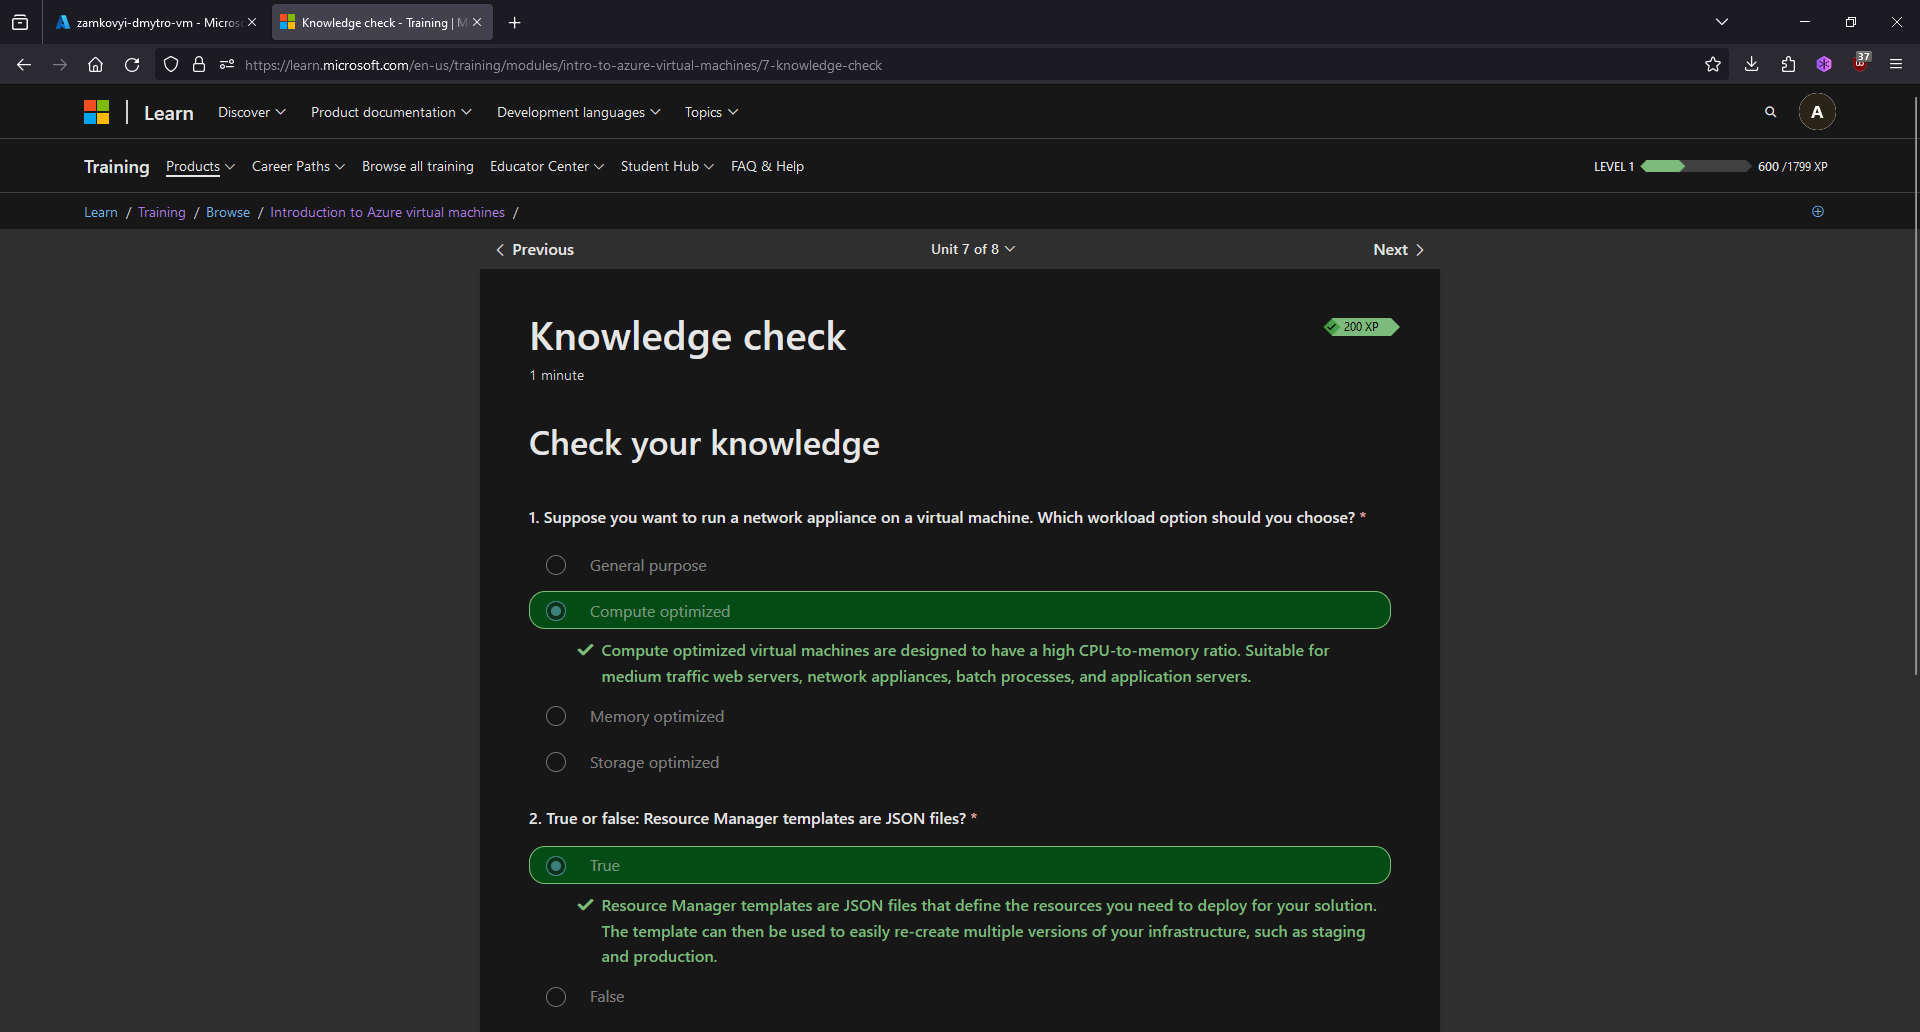 zamkovyi-dmytro-vm - Micros
Knowledge check - Training | M
https://learn.microsoft.com/en-us/training/modules/intro-to-azure-virtual-machines/7-knowledge-check
37
Learn Discover Product documentation Development languages Topics
A
Training Products Career Paths Browse all training Educator Center Student Hub FAQ & Help
LEVEL 1 600 /1799 XP
Learn / Training / Browse / Introduction to Azure virtual machines /
Previous Unit 7 of 8 Next
Knowledge check
200 XP
1 minute
Check your knowledge
1. Suppose you want to run a network appliance on a virtual machine. Which workload option should you choose? *
General purpose
Compute optimized
Compute optimized virtual machines are designed to have a high CPU-to-memory ratio. Suitable for
medium traffic web servers, network appliances, batch processes, and application servers.
Memory optimized
Storage optimized
2. True or false: Resource Manager templates are JSON files? *
True
Resource Manager templates are JSON files that define the resources you need to deploy for your solution.
The template can then be used to easily re-create multiple versions of your infrastructure, such as staging
and production.
False